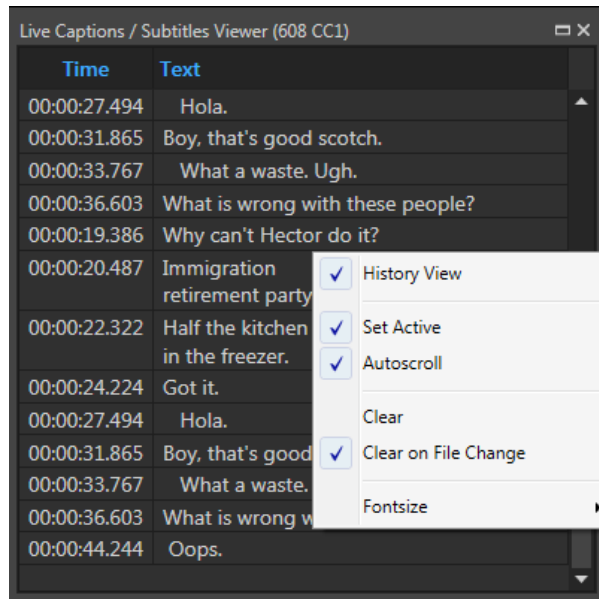 Live Captions / Subtitles Viewer (608 CC1)
Time Text
00:00:27.494 Hola.
00:00:31.865 Boy, that's good scotch.
00:00:33.767 What a waste. Ugh.
00:00:36.603 What is wrong with these people?
00:00:19.386 Why can't Hector do it?
00:00:20.487 Immigration
retirement party
00:00:22.322 Half the kitchen
in the freezer.
00:00:24.224 Got it.
00:00:27.494 Hola.
00:00:31.865 Boy, that's good
00:00:33.767 What a waste.
00:00:36.603 What is wrong w
00:00:44.244 Oops.
History View
Set Active
Autoscroll
Clear
Clear on File Change
Fontsize